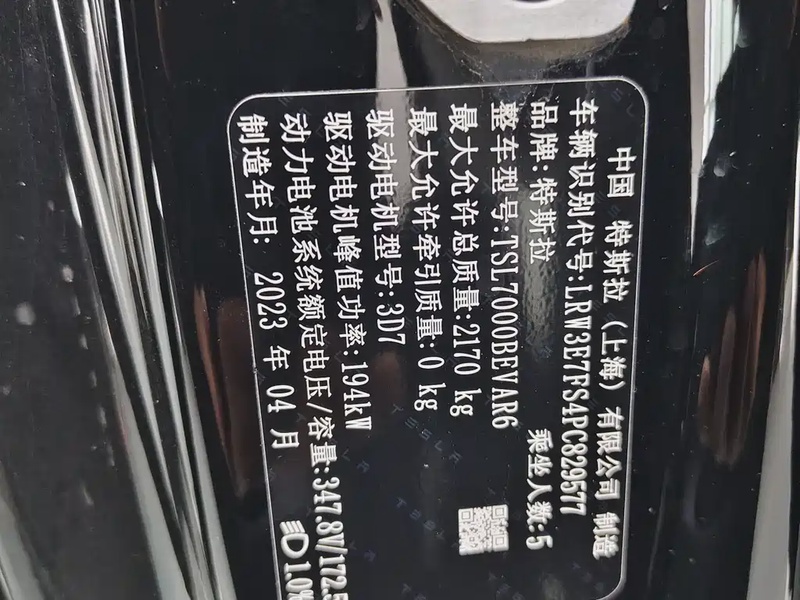 中国 特斯拉（上海）有限公司 制造
车辆识别代号:LRW3E7FS4PC829577
品牌:特斯拉 乘坐人数:5
整车型号:TSL7000BEVAR6
最大允许总质量:2170 kg
最大允许牵引质量:0 kg
驱动电机型号:3D7
驱动电机峰值功率:194kW
动力电池系统额定电压/容量:347.8V/172.5
制造年月: 2023 年 04 月
1.0%